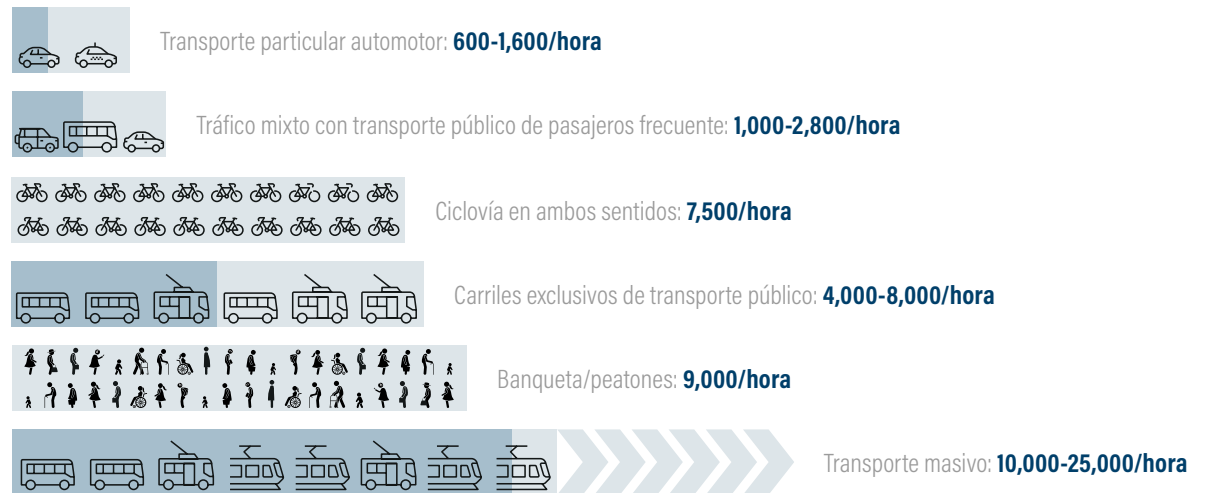 Transporte particular automotor: 600-1,600/hora
Tráfico mixto con transporte público de pasajeros frecuente: 1,000-2,800/hora
Ciclovía en ambos sentidos: 7,500/hora
Carriles exclusivos de transporte público: 4,000-8,000/hora
Banqueta/peatones: 9,000/hora
Transporte masivo: 10,000-25,000/hora